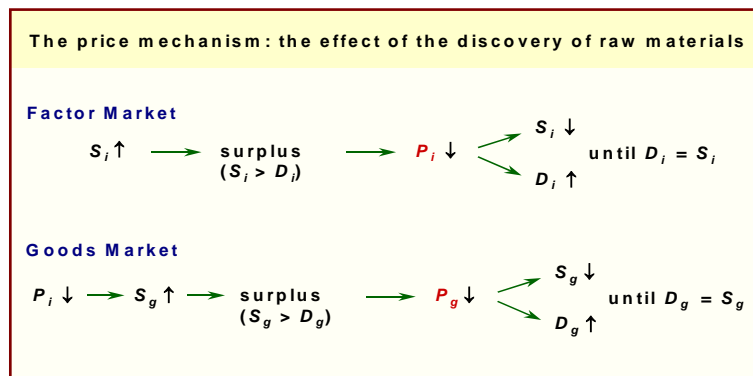 The price mechanism: the effect of the discovery of raw materials
Factor Market
Si ↑ → surplus (Si > Di) → Pi ↓ Si ↓ Di ↑ until Di = Si
Goods Market
Pi ↓ → Sg ↑ → surplus (Sg > Dg) → Pg ↓ Sg ↓ Dg ↑ until Dg = Sg